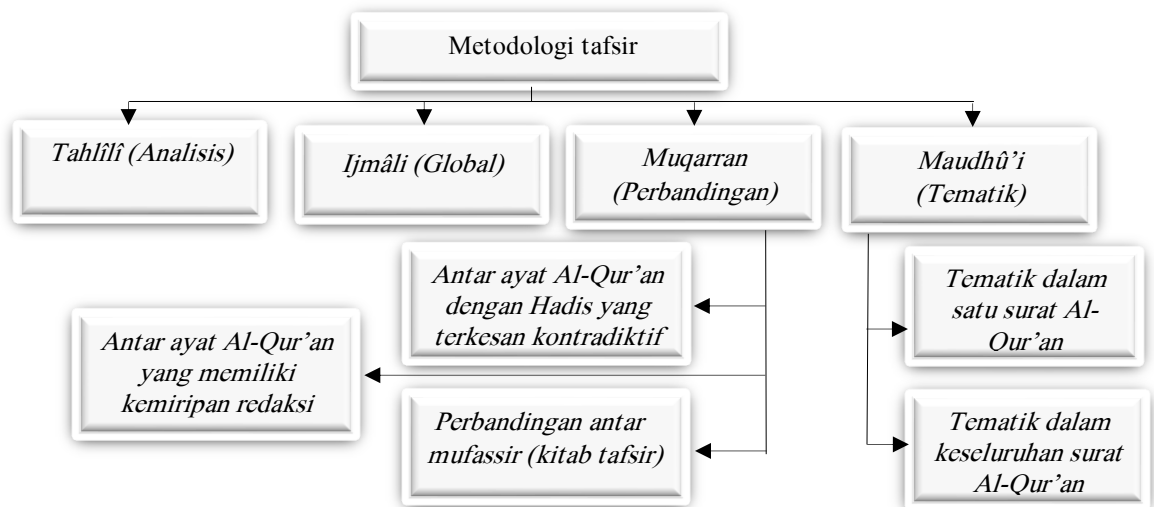 Metodologi tafsir
Tahlîlî (Analisis)
Ijmâli (Global)
Muqarran
(Perbandingan)
Maudhû’i
(Tematik)
Antar ayat Al-Qur’an
dengan Hadis yang
terkesan kontradiktif
Antar ayat Al-Qur’an
yang memiliki
kemiripan redaksi
Perbandingan antar
mufassir (kitab tafsir)
Tematik dalam
satu surat Al-
Qur’an
Tematik dalam
keseluruhan surat
Al-Qur’an